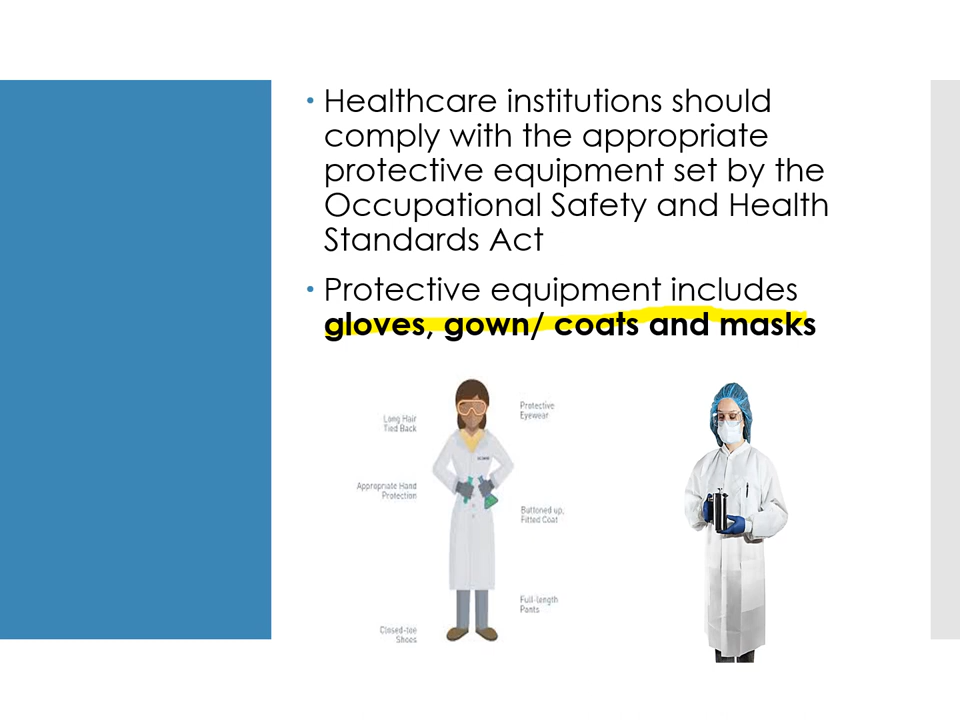 • Healthcare institutions should
comply with the appropriate
protective equipment set by the
Occupational Safety and Health
Standards Act
• Protective equipment includes
gloves, gown/ coats and masks
Long Hair
Tied Back
Protective
Eyewear
Appropriate Hand
Protection
Buttoned up,
Fitted Coat
Full-length
Pants
Closed-toe
Shoes